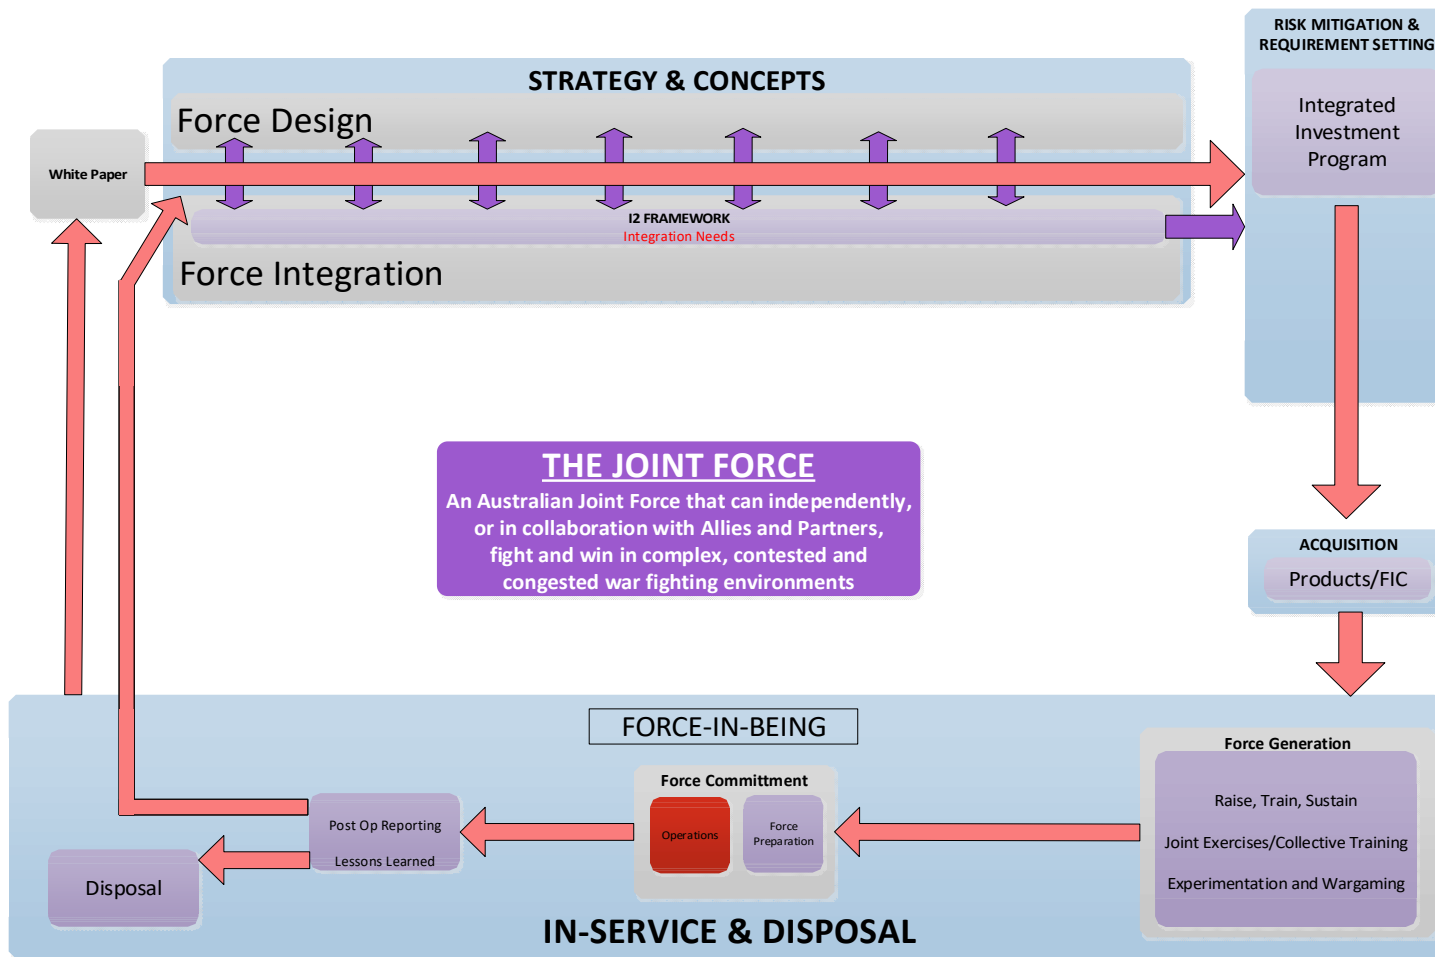 RISK MITIGATION &
REQUIREMENT SETTING
Integrated
Investment
Program
STRATEGY & CONCEPTS
Force Design
White Paper
I2 FRAMEWORK
Integration Needs
Force Integration
THE JOINT FORCE
An Australian Joint Force that can independently,
or in collaboration with Allies and Partners,
fight and win in complex, contested and
congested war fighting environments
ACQUISITION
Products/FIC
FORCE-IN-BEING
Force Generation
Raise, Train, Sustain
Joint Exercises/Collective Training
Experimentation and Wargaming
Force Committment
Operations
Force
Preparation
Post Op Reporting
Lessons Learned
Disposal
IN-SERVICE & DISPOSAL